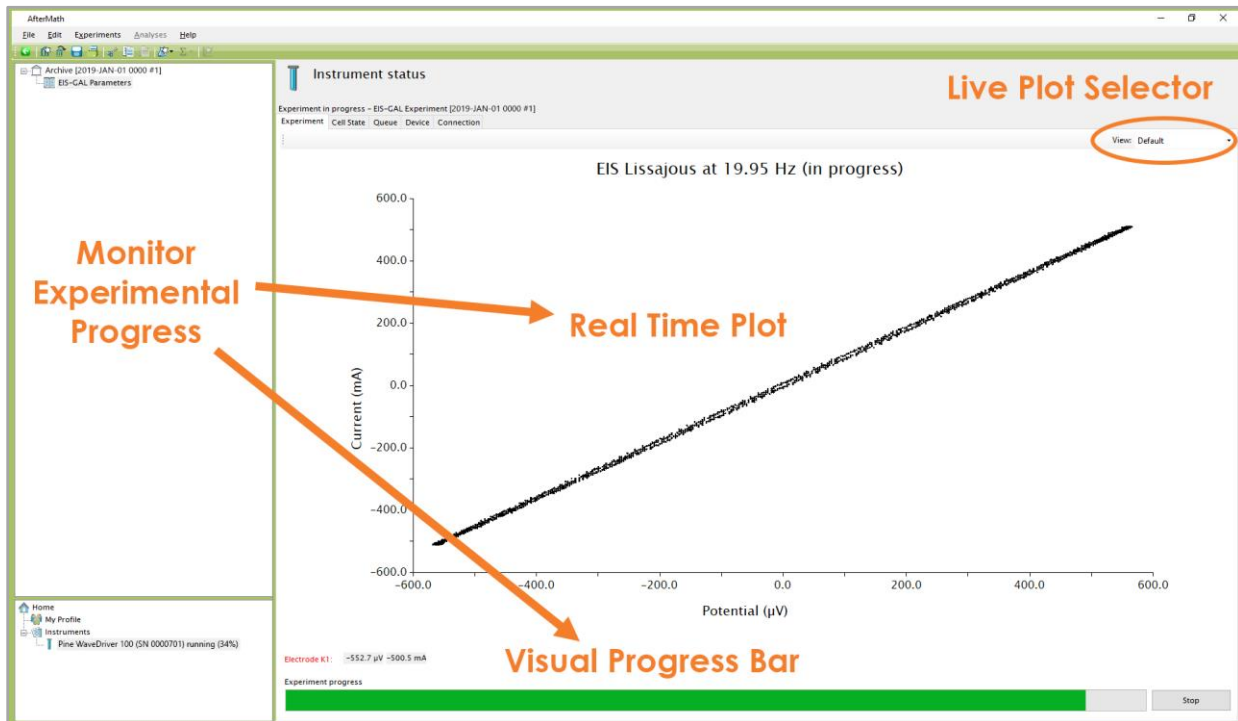 AfterMath
File Edit Experiments Analyses Help
Archive [2019-JAN-01 0000 #1]
EIS-GAL Parameters
Instrument status
Live Plot Selector
Experiment in progress – EIS-GAL Experiment [2019-JAN-01 0000 #1]
Experiment Cell State Queue Device Connection
View: Default
EIS Lissajous at 19.95 Hz (in progress)
600.0
400.0
200.0
0.0
−200.0
−400.0
−600.0
Current (mA)
−600.0 −400.0 −200.0 0.0 200.0 400.0 600.0
Potential (µV)
Monitor
Experimental
Progress
Real Time Plot
Visual Progress Bar
Home
My Profile
Instruments
Pine WaveDriver 100 (SN 0000701) running (34%)
Electrode K1: −552.7 µV −500.5 mA
Experiment progress
Stop